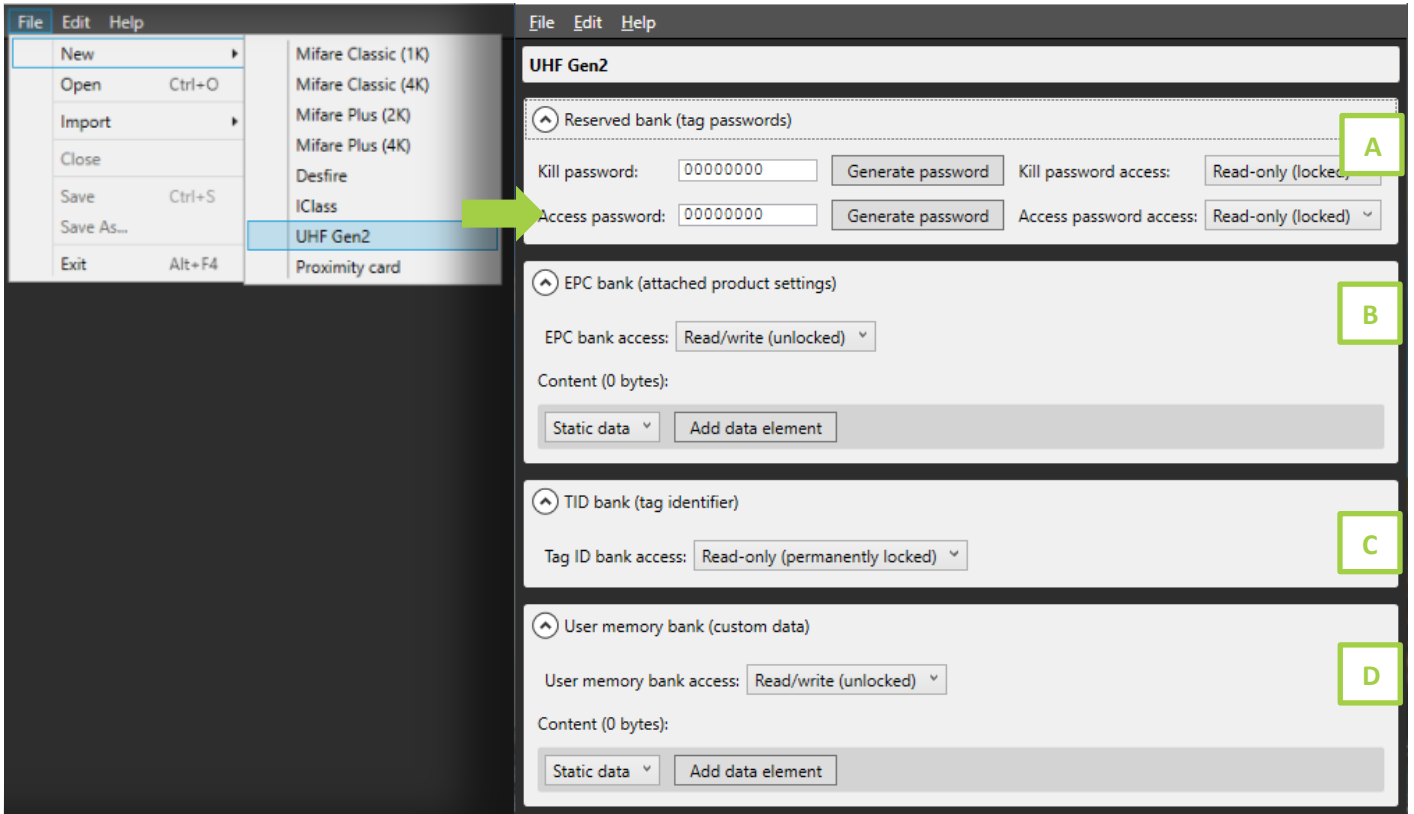 File Edit Help
New
Open Ctrl+O
Import
Close
Save Ctrl+S
Save As...
Exit Alt+F4
Mifare Classic (1K)
Mifare Classic (4K)
Mifare Plus (2K)
Mifare Plus (4K)
Desfire
IClass
UHF Gen2
Proximity card
File Edit Help
UHF Gen2
Reserved bank (tag passwords)
A
Kill password: 00000000 Generate password Kill password access: Read-only (locked)
Access password: 00000000 Generate password Access password access: Read-only (locked)
EPC bank (attached product settings)
B
EPC bank access: Read/write (unlocked)
Content (0 bytes):
Static data Add data element
TID bank (tag identifier)
C
Tag ID bank access: Read-only (permanently locked)
User memory bank (custom data)
D
User memory bank access: Read/write (unlocked)
Content (0 bytes):
Static data Add data element